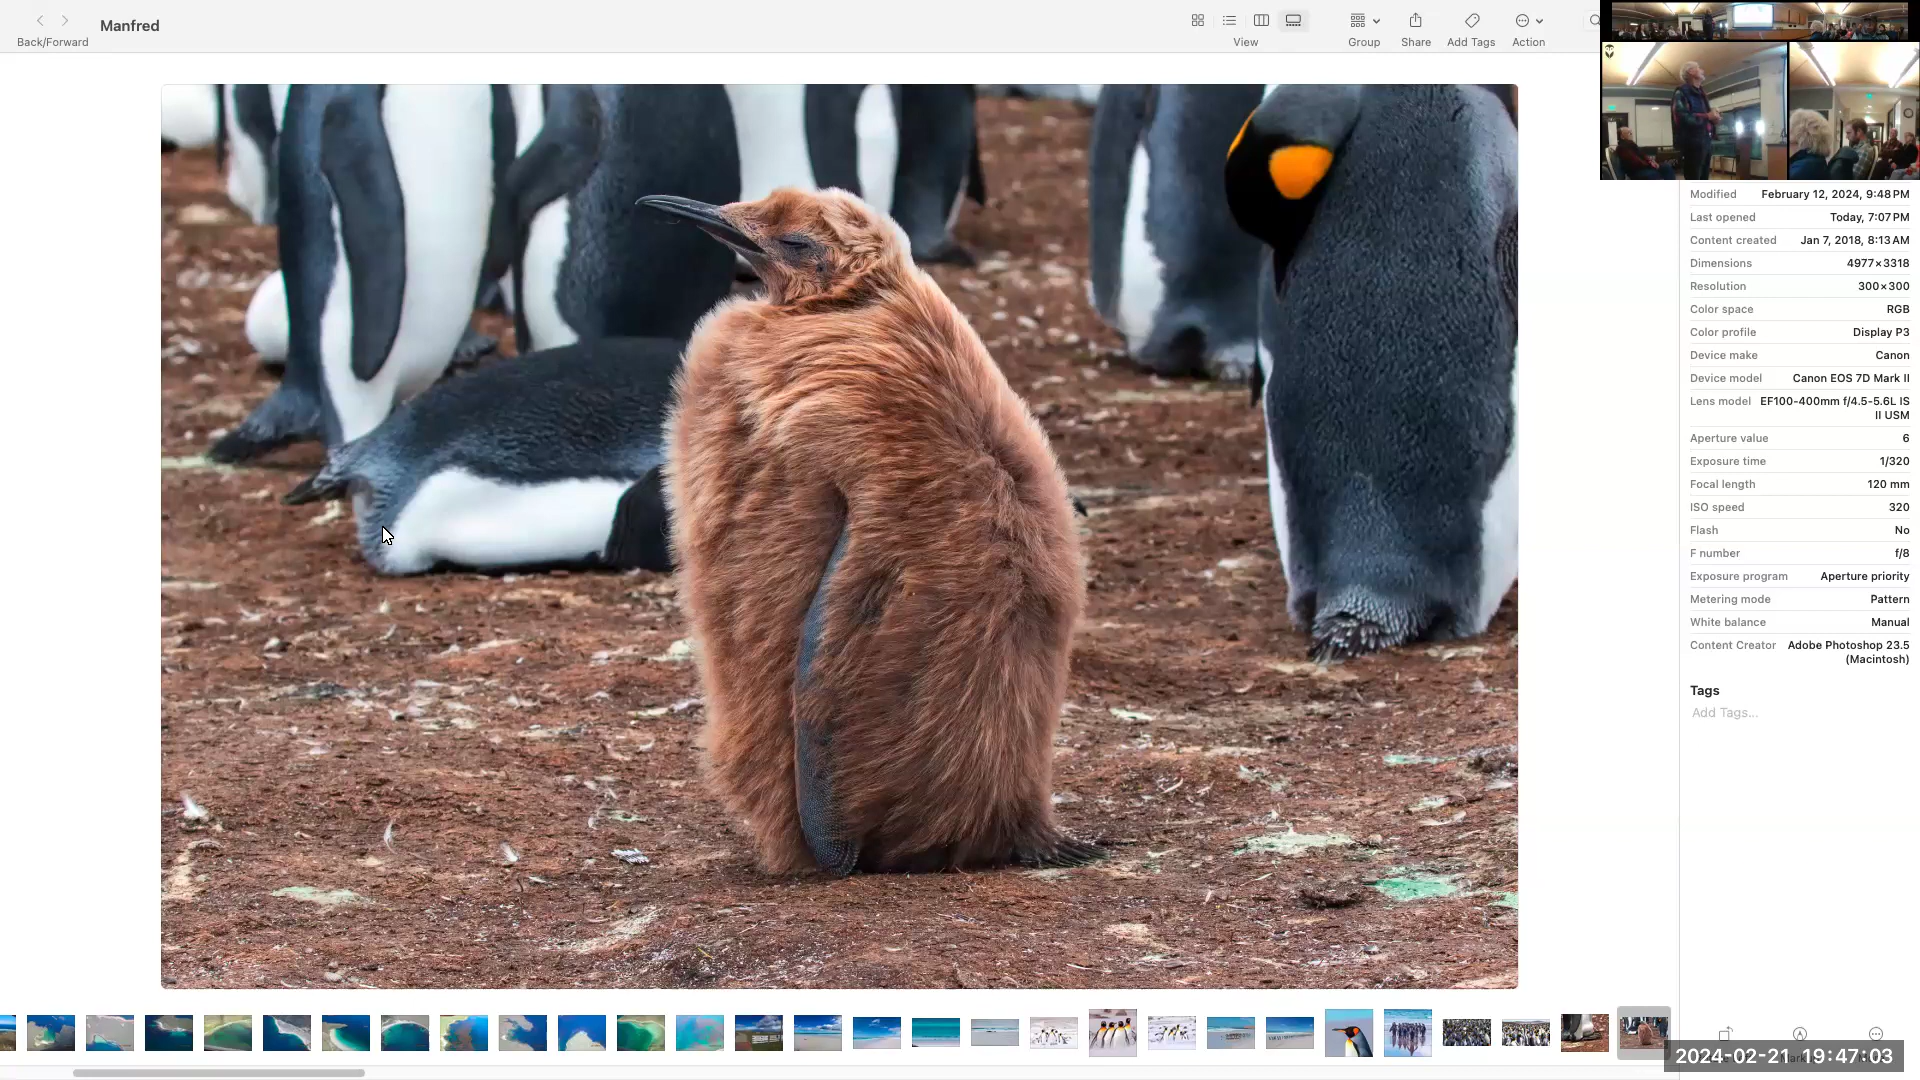 Manfred
Back/Forward
View
Group
Share
Add Tags
Action
Modified February 12, 2024, 9:48 PM
Last opened Today, 7:07 PM
Content created Jan 7, 2018, 8:13 AM
Dimensions 4977×3318
Resolution 300×300
Color space RGB
Color profile Display P3
Device make Canon
Device model Canon EOS 7D Mark II
Lens model EF100-400mm f/4.5-5.6L IS
II USM
Aperture value 6
Exposure time 1/320
Focal length 120 mm
ISO speed 320
Flash No
F number f/8
Exposure program Aperture priority
Metering mode Pattern
White balance Manual
Content Creator Adobe Photoshop 23.5
(Macintosh)
Tags
Add Tags...
2024-02-21 19:47:03